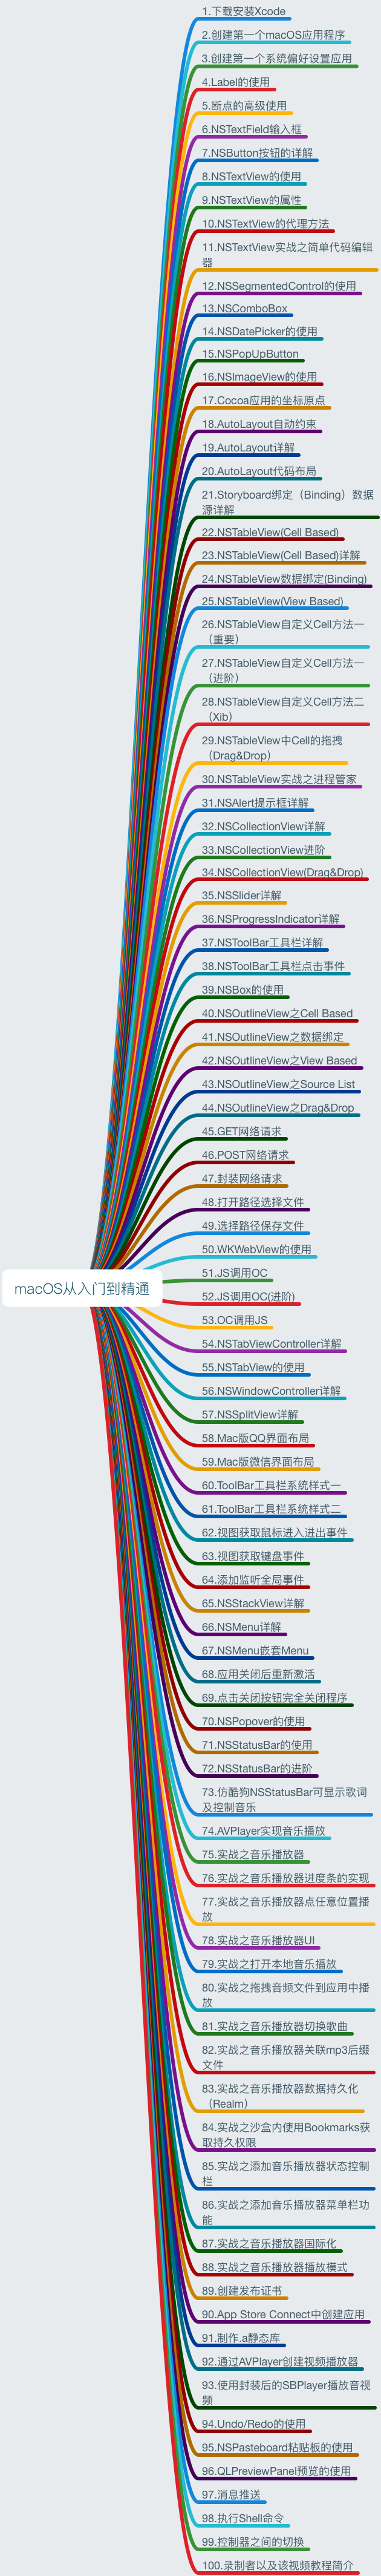 1.下载安装Xcode
2.创建第一个macOS应用程序
3.创建第一个系统偏好设置应用
4.Label的使用
5.断点的高级使用
6.NSTextField输入框
7.NSButton按钮的详解
8.NSTextView的使用
9.NSTextView的属性
10.NSTextView的代理方法
11.NSTextView实战之简单代码编辑
器
12.NSSegmentedControl的使用
13.NSComboBox
14.NSDatePicker的使用
15.NSPopUpButton
16.NSImageView的使用
17.Cocoa应用的坐标原点
18.AutoLayout自动约束
19.AutoLayout详解
20.AutoLayout代码布局
21.Storyboard绑定（Binding）数据
源详解
22.NSTableView(Cell Based)
23.NSTableView(Cell Based)详解
24.NSTableView数据绑定(Binding)
25.NSTableView(View Based)
26.NSTableView自定义Cell方法一
（重要）
27.NSTableView自定义Cell方法一
（进阶）
28.NSTableView自定义Cell方法二
（Xib）
29.NSTableView中Cell的拖拽
（Drag&Drop）
30.NSTableView实战之进程管家
31.NSAlert提示框详解
32.NSCollectionView详解
33.NSCollectionView进阶
34.NSCollectionView(Drag&Drop)
35.NSSlider详解
36.NSProgressIndicator详解
37.NSToolBar工具栏详解
38.NSToolBar工具栏点击事件
39.NSBox的使用
40.NSOutlineView之Cell Based
41.NSOutlineView之数据绑定
42.NSOutlineView之View Based
43.NSOutlineView之Source List
44.NSOutlineView之Drag&Drop
45.GET网络请求
46.POST网络请求
47.封装网络请求
48.打开路径选择文件
49.选择路径保存文件
50.WKWebView的使用
51.JS调用OC
macOS从入门到精通
52.JS调用OC(进阶)
53.OC调用JS
54.NSTabViewController详解
55.NSTabView的使用
56.NSWindowController详解
57.NSSplitView详解
58.Mac版QQ界面布局
59.Mac版微信界面布局
60.ToolBar工具栏系统样式一
61.ToolBar工具栏系统样式二
62.视图获取鼠标进入进出事件
63.视图获取键盘事件
64.添加监听全局事件
65.NSStackView详解
66.NSMenu详解
67.NSMenu嵌套Menu
68.应用关闭后重新激活
69.点击关闭按钮完全关闭程序
70.NSPopover的使用
71.NSStatusBar的使用
72.NSStatusBar的进阶
73.仿酷狗NSStatusBar可显示歌词
及控制音乐
74.AVPlayer实现音乐播放
75.实战之音乐播放器
76.实战之音乐播放器进度条的实现
77.实战之音乐播放器点任意位置播
放
78.实战之音乐播放器UI
79.实战之打开本地音乐播放
80.实战之拖拽音频文件到应用中播
放
81.实战之音乐播放器切换歌曲
82.实战之音乐播放器关联mp3后缀
文件
83.实战之音乐播放器数据持久化
（Realm）
84.实战之沙盒内使用Bookmarks获
取持久权限
85.实战之添加音乐播放器状态控制
栏
86.实战之添加音乐播放器菜单栏功
能
87.实战之音乐播放器国际化
88.实战之音乐播放器播放模式
89.创建发布证书
90.App Store Connect中创建应用
91.制作.a静态库
92.通过AVPlayer创建视频播放器
93.使用封装后的SBPlayer播放音视
频
94.Undo/Redo的使用
95.NSPasteboard粘贴板的使用
96.QLPreviewPanel预览的使用
97.消息推送
98.执行Shell命令
99.控制器之间的切换
100.录制者以及该视频教程简介